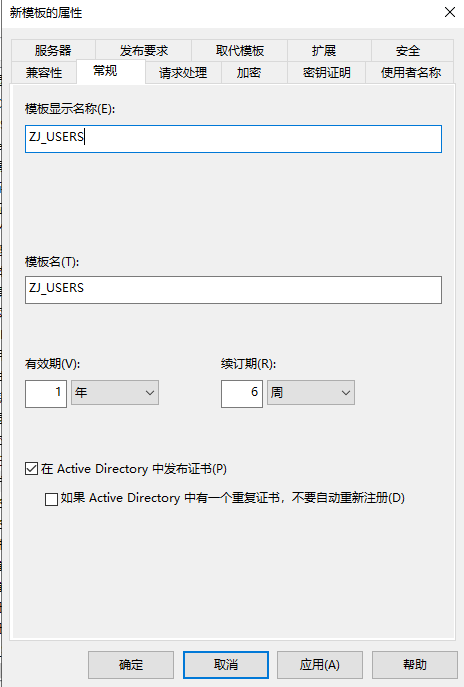 新模板的属性
服务器 发布要求 取代模板 扩展 安全
兼容性 常规 请求处理 加密 密钥证明 使用者名称
模板显示名称(E):
ZJ_USERS
模板名(T):
ZJ_USERS
有效期(V): 续订期(R):
1 年 6 周
在 Active Directory 中发布证书(P)
如果 Active Directory 中有一个重复证书，不要自动重新注册(D)
确定 取消 应用(A) 帮助